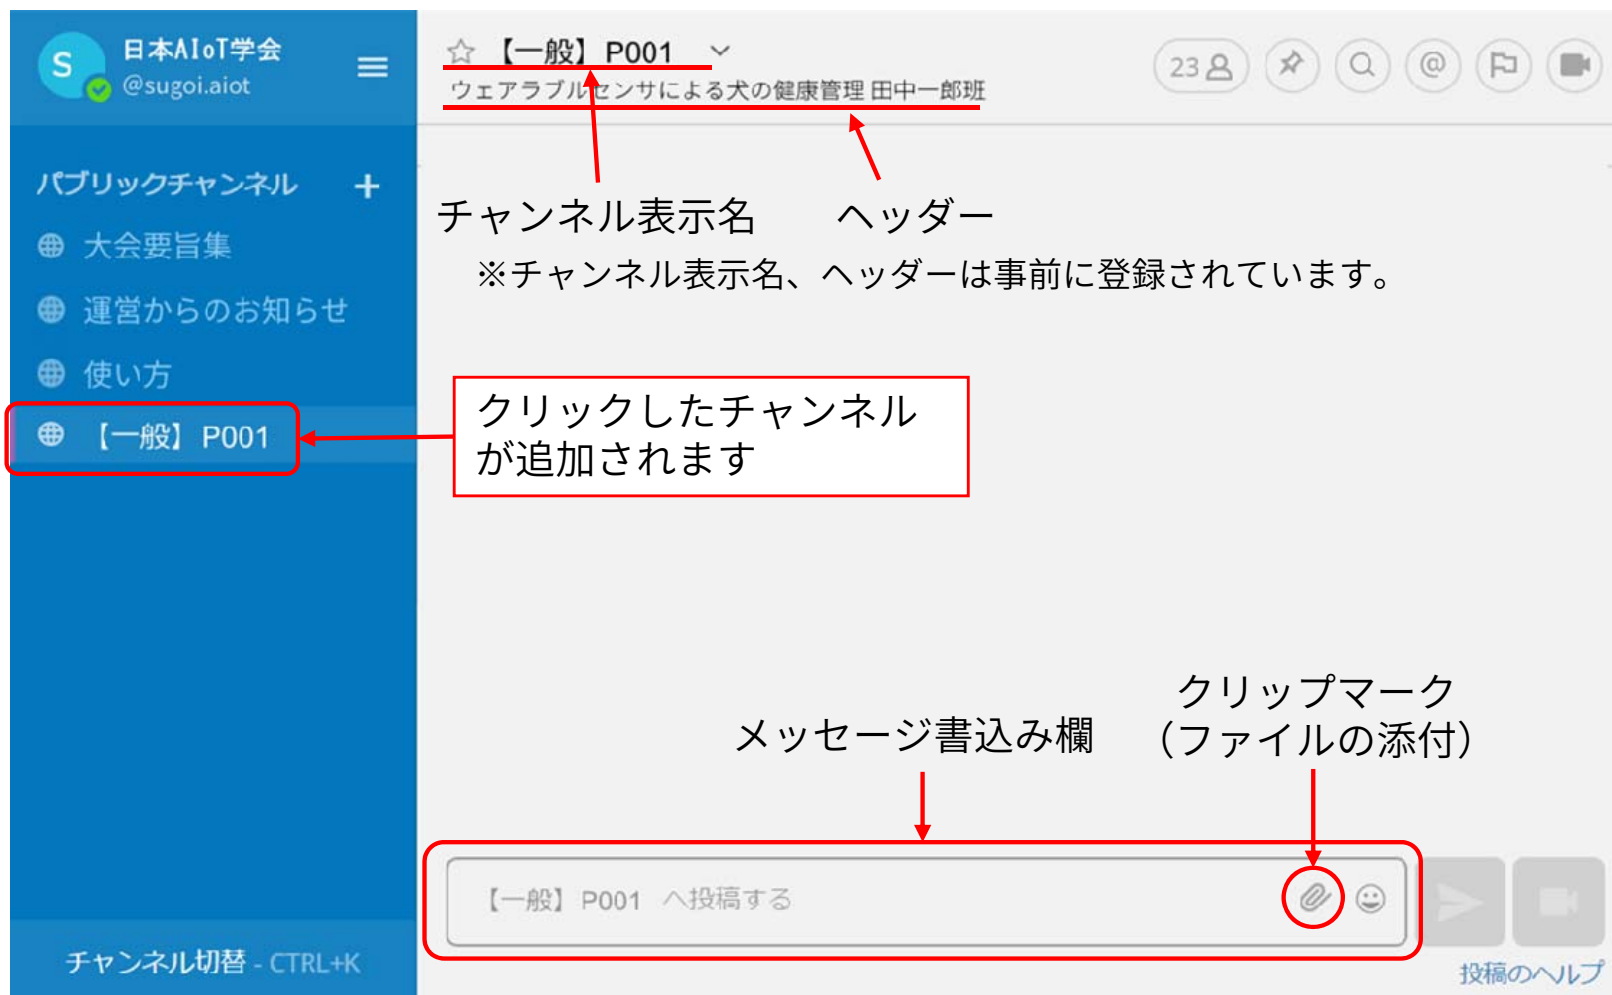 S
日本AIoT学会
@sugoi.aiot
パブリックチャンネル +
大会要旨集
運営からのお知らせ
使い方
【一般】P001
チャンネル切替 - CTRL+K
【一般】P001
ウェアラブルセンサによる犬の健康管理 田中一郎班
23
@
チャンネル表示名
ヘッダー
※チャンネル表示名、ヘッダーは事前に登録されています。
クリックしたチャンネル
が追加されます
メッセージ書込み欄
クリップマーク
（ファイルの添付）
【一般】P001 へ投稿する
投稿のヘルプ